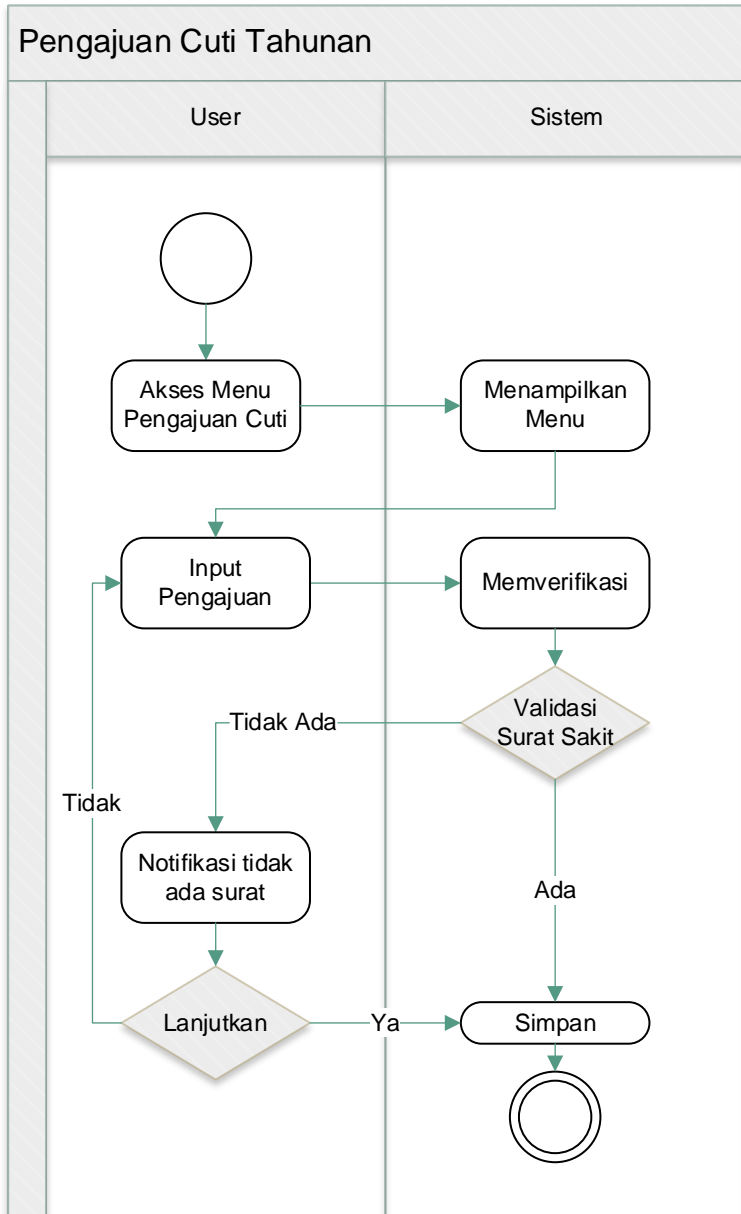 Pengajuan Cuti Tahunan
User
Sistem
Akses Menu
Pengajuan Cuti
Menampilkan
Menu
Input
Pengajuan
Memverifikasi
Validasi
Surat Sakit
Tidak Ada
Tidak
Notifikasi tidak
ada surat
Ada
Lanjutkan
Ya
Simpan